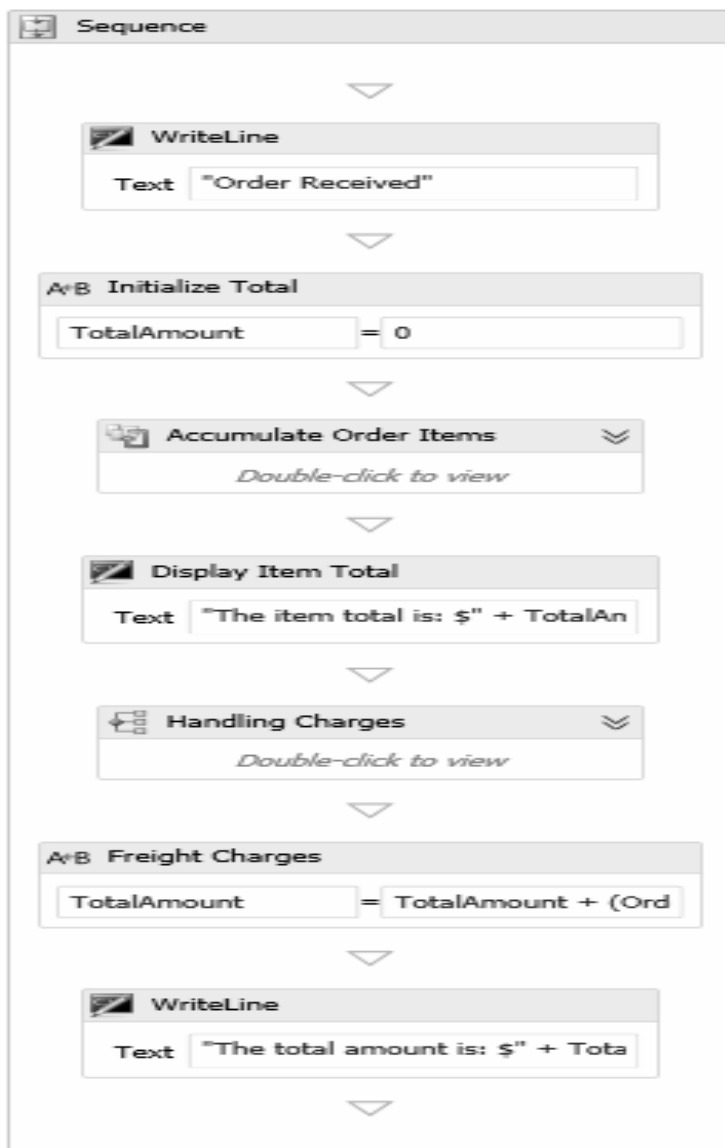 Sequence
WriteLine
Text "Order Received"
A+B Initialize Total
TotalAmount = 0
Accumulate Order Items
Double-click to view
Display Item Total
Text "The item total is: $" + TotalAn
Handling Charges
Double-click to view
A+B Freight Charges
TotalAmount = TotalAmount + (Ord
WriteLine
Text "The total amount is: $" + Tota